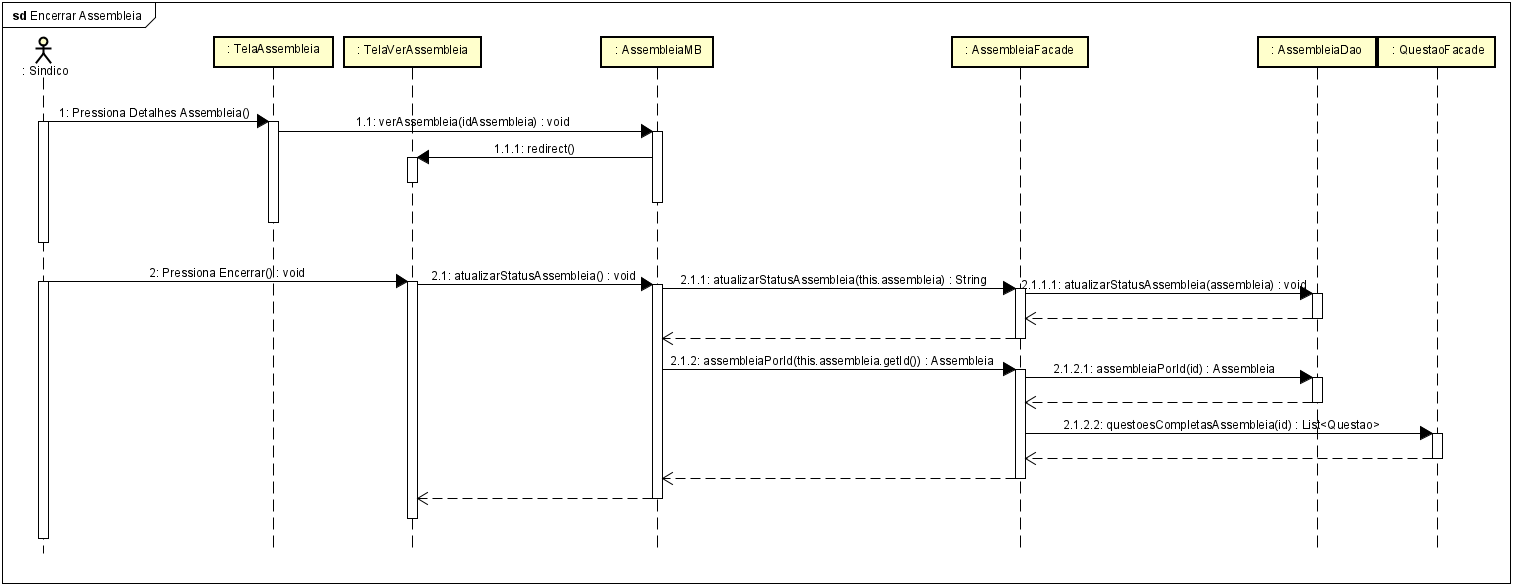 sd Encerrar Assembleia
: Sindico
: TelaAssembleia
: TelaVerAssembleia
: AssembleiaMB
: AssembleiaFacade
: AssembleiaDao
: QuestaoFacade
1: Pressiona Detalhes Assembleia()
1.1: verAssembleia(idAssembleia) : void
1.1.1: redirect()
2: Pressiona Encerrar() : void
2.1: atualizarStatusAssembleia() : void
2.1.1: atualizarStatusAssembleia(this.assembleia) : String
2.1.1.1: atualizarStatusAssembleia(assembleia) : void
2.1.2: assembleiaPorId(this.assembleia.getId()) : Assembleia
2.1.2.1: assembleiaPorId(id) : Assembleia
2.1.2.2: questoesCompletasAssembleia(id) : List<Questao>